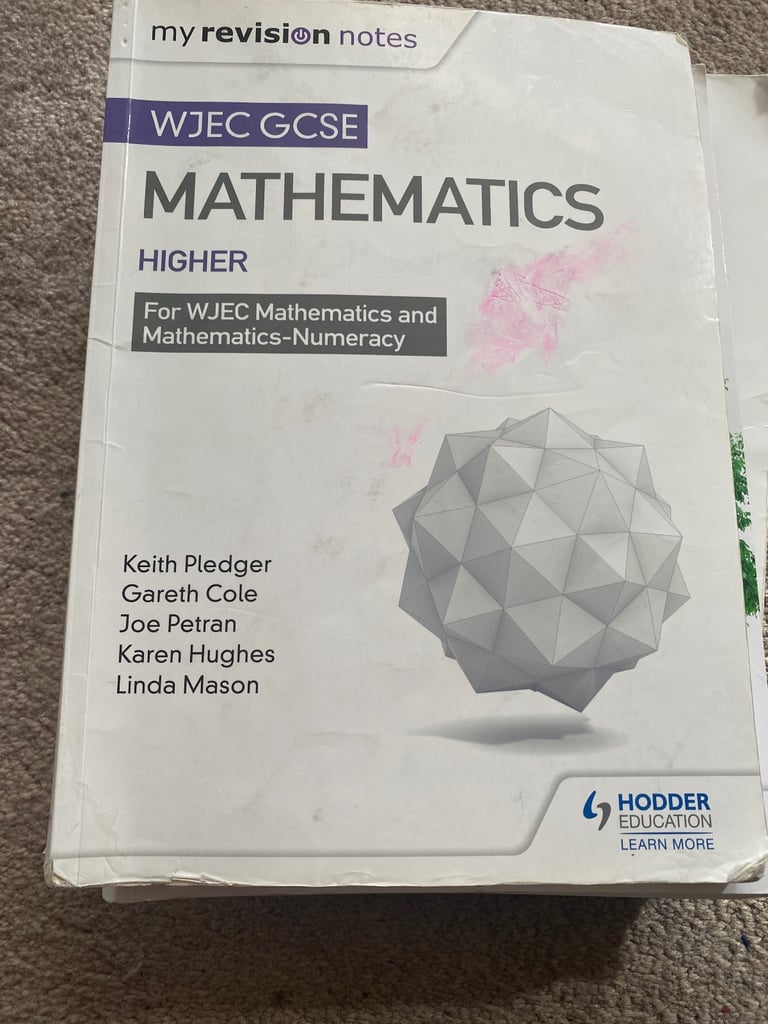 my revision notes
WJEC GCSE
MATHEMATICS
HIGHER
For WJEC Mathematics and
Mathematics-Numeracy
Keith Pledger
Gareth Cole
Joe Petran
Karen Hughes
Linda Mason
HODDER
EDUCATION
LEARN MORE